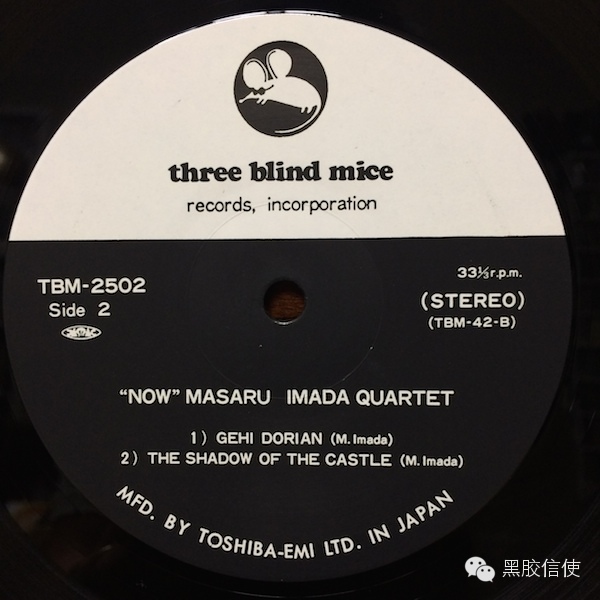 three blind mice
records, incorporation
TBM-2502
33⅓r.p.m.
Side 2
(STEREO)
(TBM-42-B)
"NOW" MASARU IMADA QUARTET
1) GEHI DORIAN (M. Imada)
2) THE SHADOW OF THE CASTLE (M. Imada)
MFD. BY TOSHIBA-EMI LTD. IN JAPAN
黑胶信使